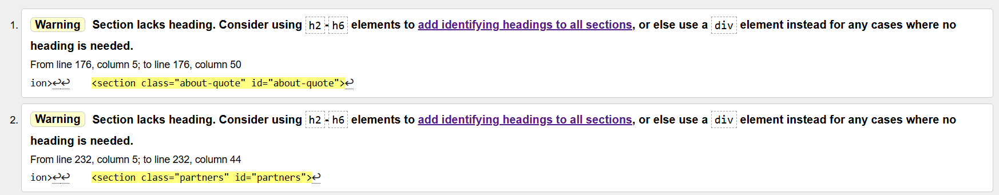 1. Warning Section lacks heading. Consider using h2-h6 elements to add identifying headings to all sections, or else use a div element instead for any cases where no
heading is needed.
From line 176, column 5; to line 176, column 50
ion>↩↩    <section class="about-quote" id="about-quote">↩
2. Warning Section lacks heading. Consider using h2-h6 elements to add identifying headings to all sections, or else use a div element instead for any cases where no
heading is needed.
From line 232, column 5; to line 232, column 44
ion>↩↩    <section class="partners" id="partners">↩